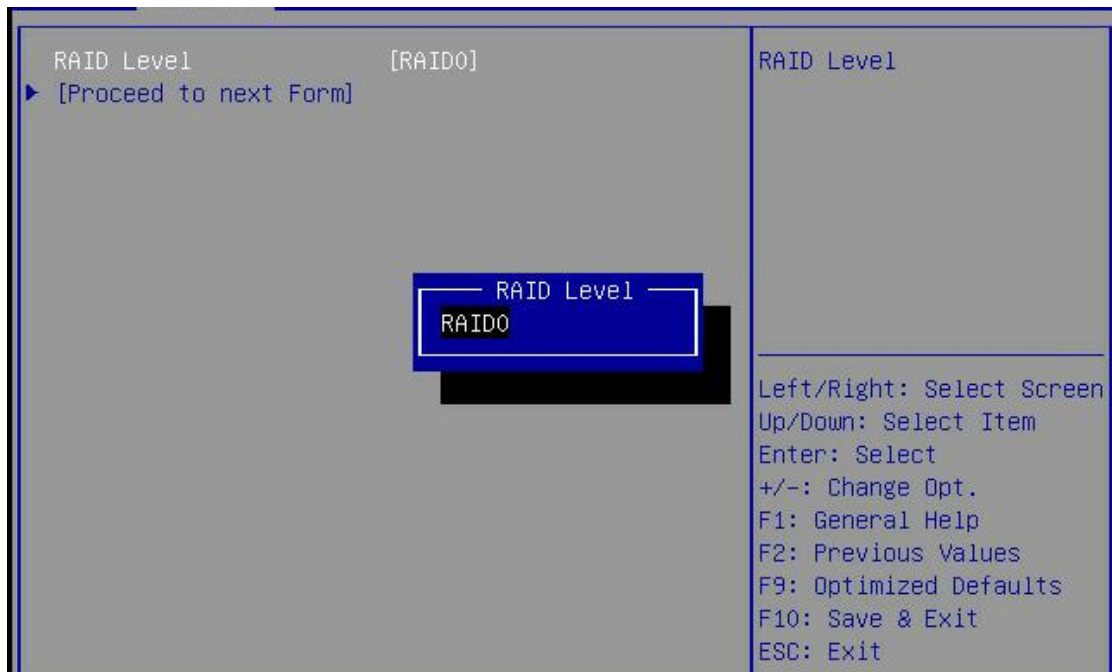 RAID Level [RAID0]
[Proceed to next Form]
RAID Level
RAID0
RAID Level
Left/Right: Select Screen
Up/Down: Select Item
Enter: Select
+/-: Change Opt.
F1: General Help
F2: Previous Values
F9: Optimized Defaults
F10: Save & Exit
ESC: Exit